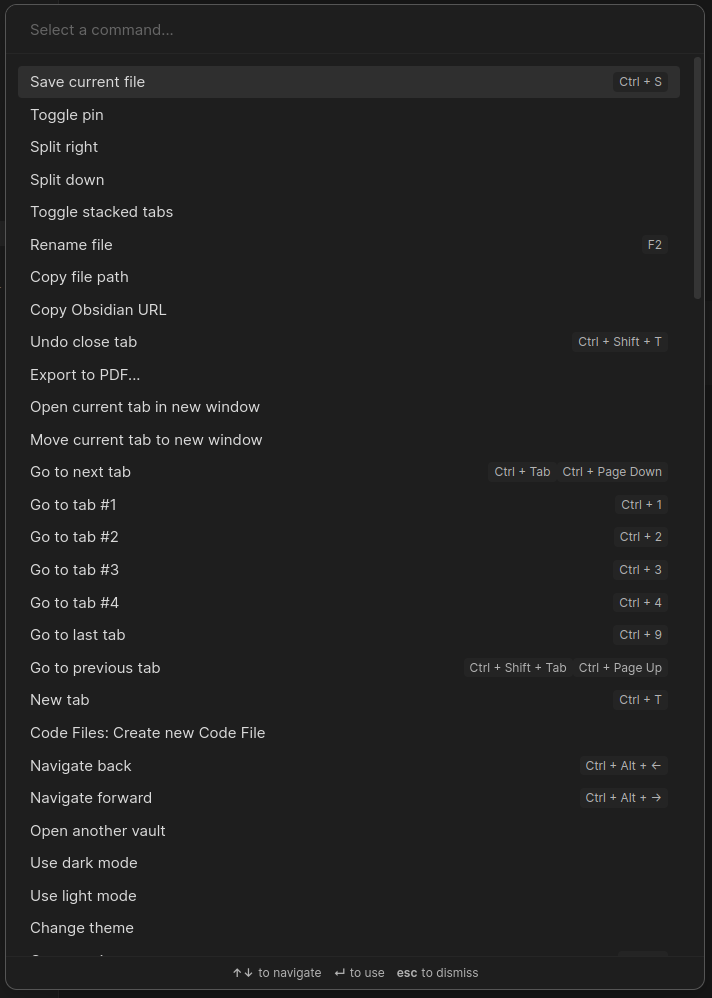 Select a command...
Save current file Ctrl + S
Toggle pin
Split right
Split down
Toggle stacked tabs
Rename file F2
Copy file path
Copy Obsidian URL
Undo close tab Ctrl + Shift + T
Export to PDF...
Open current tab in new window
Move current tab to new window
Go to next tab Ctrl + Tab Ctrl + Page Down
Go to tab #1 Ctrl + 1
Go to tab #2 Ctrl + 2
Go to tab #3 Ctrl + 3
Go to tab #4 Ctrl + 4
Go to last tab Ctrl + 9
Go to previous tab Ctrl + Shift + Tab Ctrl + Page Up
New tab Ctrl + T
Code Files: Create new Code File
Navigate back Ctrl + Alt + ←
Navigate forward Ctrl + Alt + →
Open another vault
Use dark mode
Use light mode
Change theme
↑↓ to navigate ↵ to use esc to dismiss